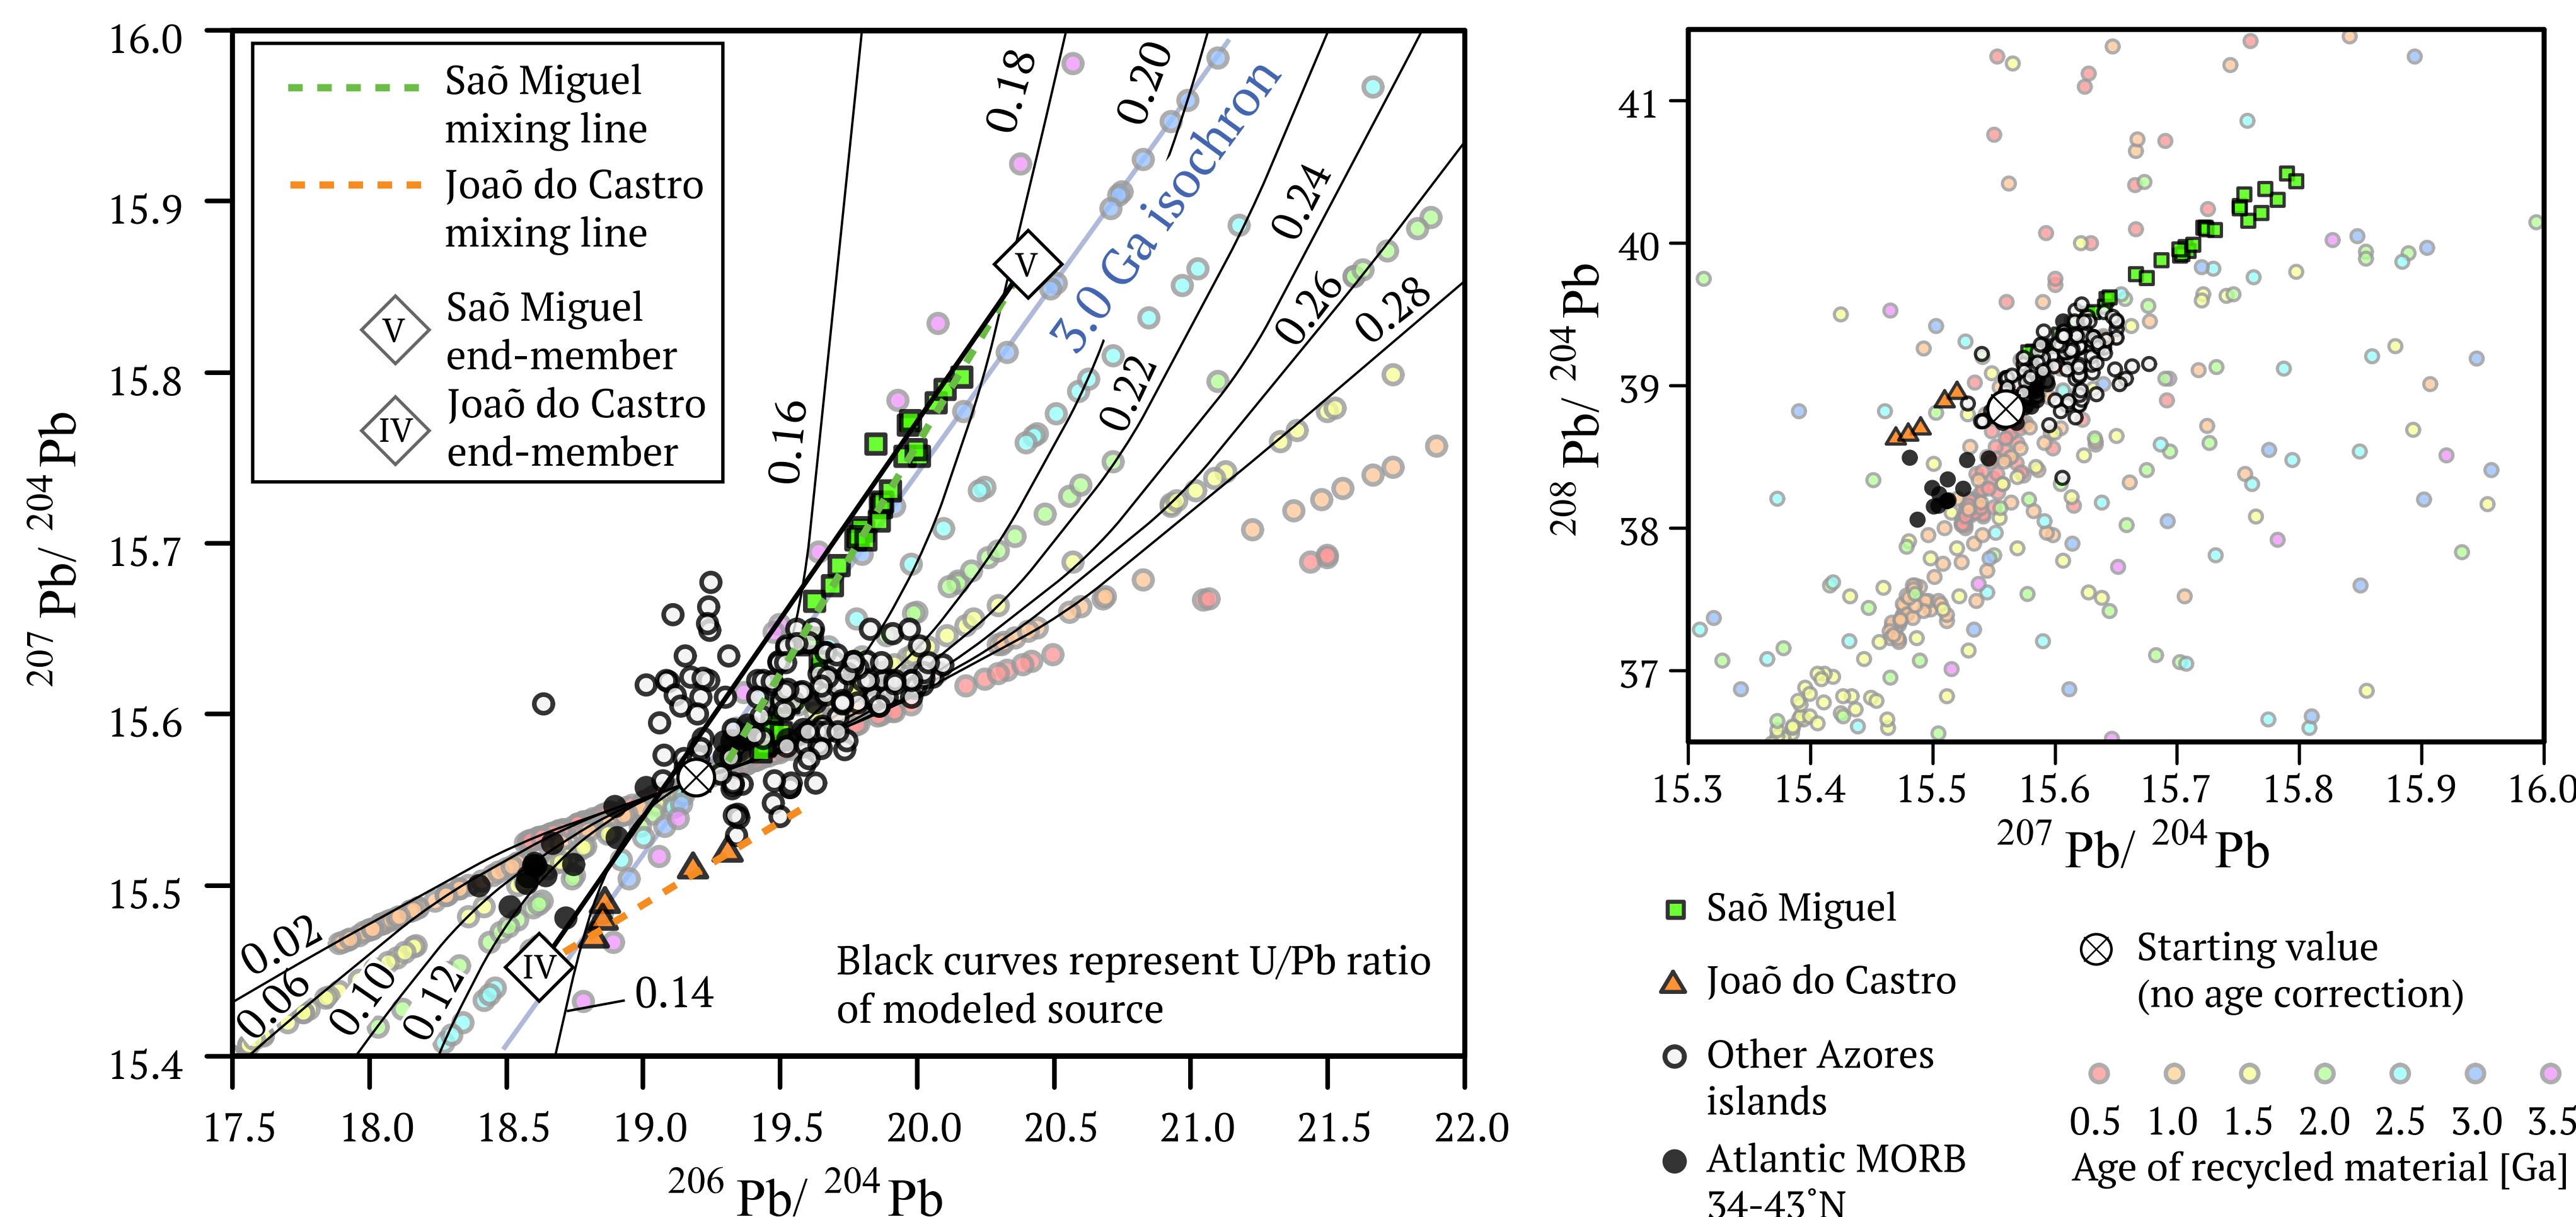 16.0
15.9
15.8
15.7
15.6
15.5
15.4
207 Pb/ 204 Pb
17.5 18.0 18.5 19.0 19.5 20.0 20.5 21.0 21.5 22.0
206 Pb/ 204 Pb
Saõ Miguel
mixing line
Joaõ do Castro
mixing line
V Saõ Miguel
end-member
IV Joaõ do Castro
end-member
0.16
0.18
0.20
3.0 Ga isochron
0.22
0.24
0.26
0.28
V
0.02
0.06
0.10
0.12
IV
0.14
Black curves represent U/Pb ratio
of modeled source
41
40
39
38
37
208 Pb/ 204 Pb
15.3 15.4 15.5 15.6 15.7 15.8 15.9 16.0
207 Pb/ 204 Pb
Saõ Miguel
Joaõ do Castro
Other Azores
islands
Atlantic MORB
34-43°N
Starting value
(no age correction)
0.5 1.0 1.5 2.0 2.5 3.0 3.5
Age of recycled material [Ga]